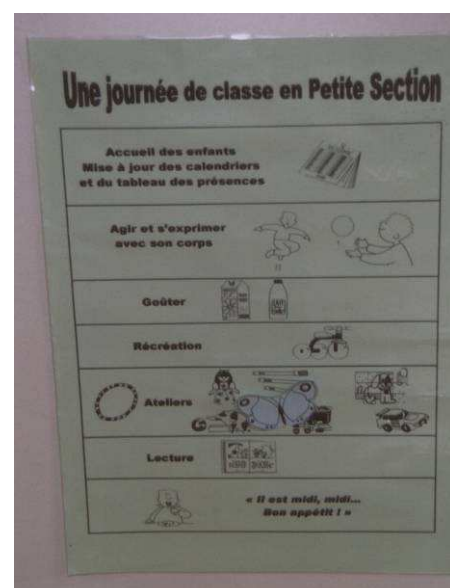 Une journée de classe en Petite Section
Accueil des enfants
Mise à jour des calendriers
et du tableau des présences
Agir et s'exprimer
avec son corps
Goûter
Récréation
Ateliers
Lecture
« Il est midi, midi...
Bon appétit ! »